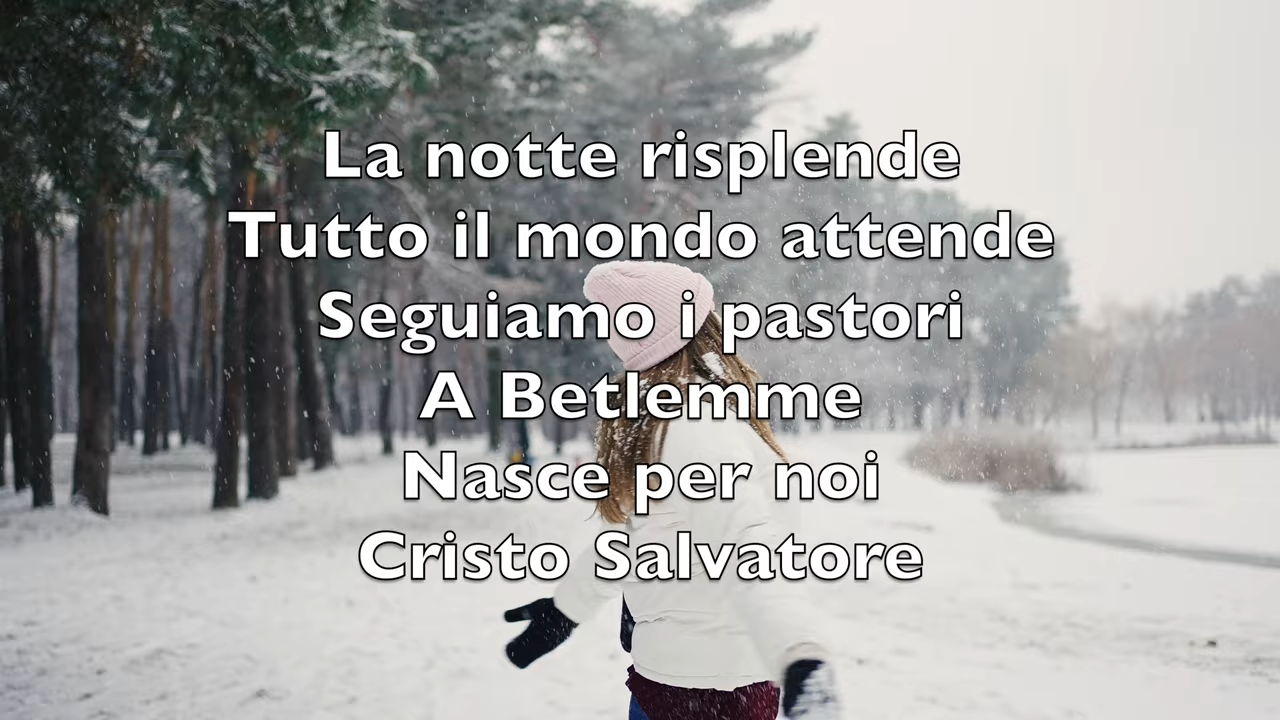 La notte risplende
Tutto il mondo attende
Seguiamo i pastori
A Betlemme
Nasce per noi
Cristo Salvatore